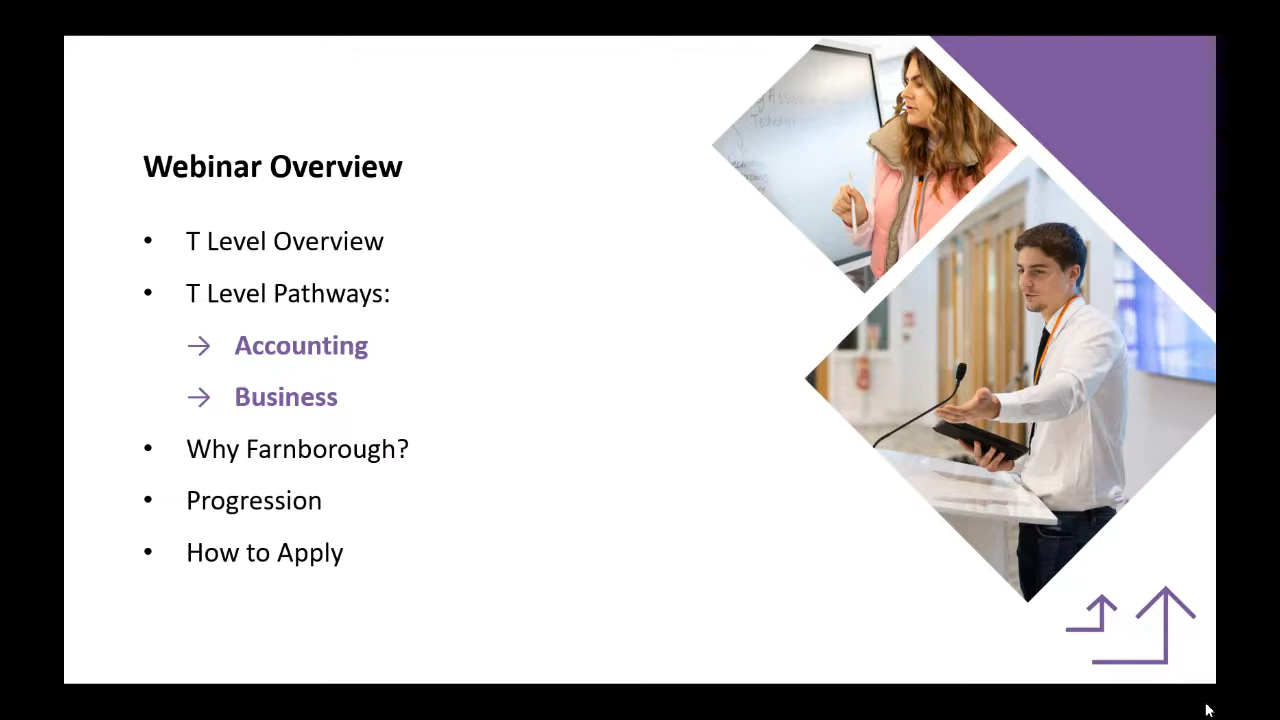 Webinar Overview
• T Level Overview
• T Level Pathways:
→ Accounting
→ Business
• Why Farnborough?
• Progression
• How to Apply